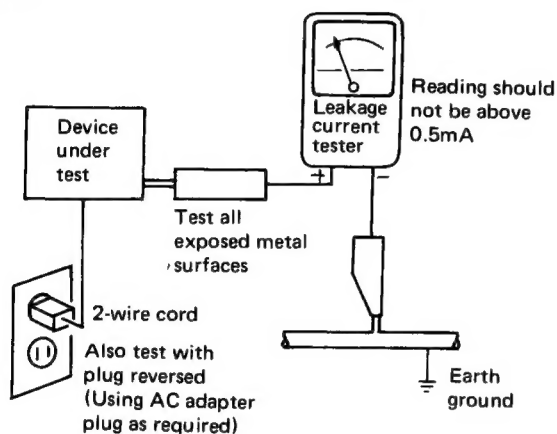 Device
under
test
Leakage
current
tester
+
−
Reading should
not be above
0.5mA
Test all
exposed metal
surfaces
2-wire cord
Also test with
plug reversed
(Using AC adapter
plug as required)
Earth
ground